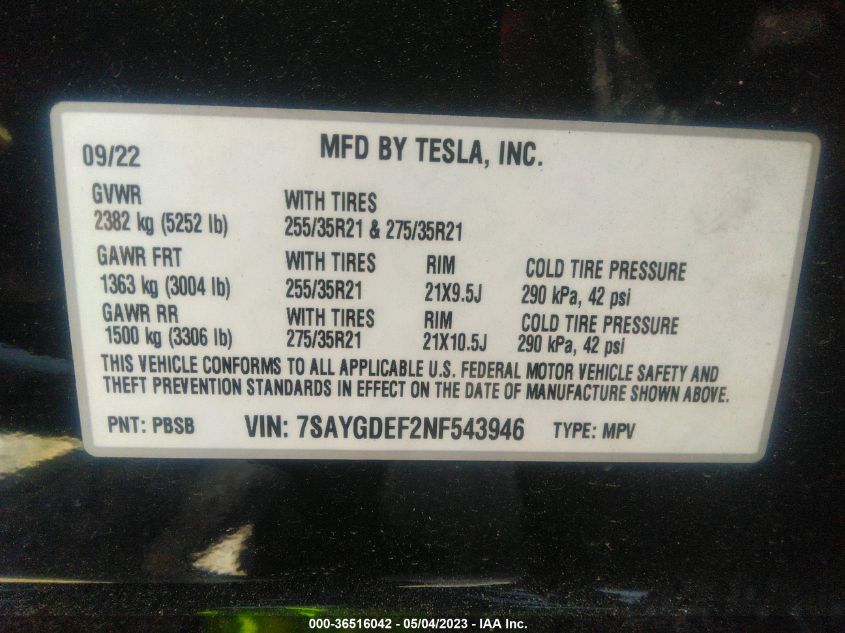 09/22 MFD BY TESLA, INC.
GVWR WITH TIRES
2382 kg (5252 lb) 255/35R21 & 275/35R21
GAWR FRT WITH TIRES RIM COLD TIRE PRESSURE
1363 kg (3004 lb) 255/35R21 21X9.5J 290 kPa, 42 psi
GAWR RR WITH TIRES RIM COLD TIRE PRESSURE
1500 kg (3306 lb) 275/35R21 21X10.5J 290 kPa, 42 psi
THIS VEHICLE CONFORMS TO ALL APPLICABLE U.S. FEDERAL MOTOR VEHICLE SAFETY AND
THEFT PREVENTION STANDARDS IN EFFECT ON THE DATE OF MANUFACTURE SHOWN ABOVE.
PNT: PBSB VIN: 7SAYGDEF2NF543946 TYPE: MPV
000-36516042 - 05/04/2023 - IAA Inc.